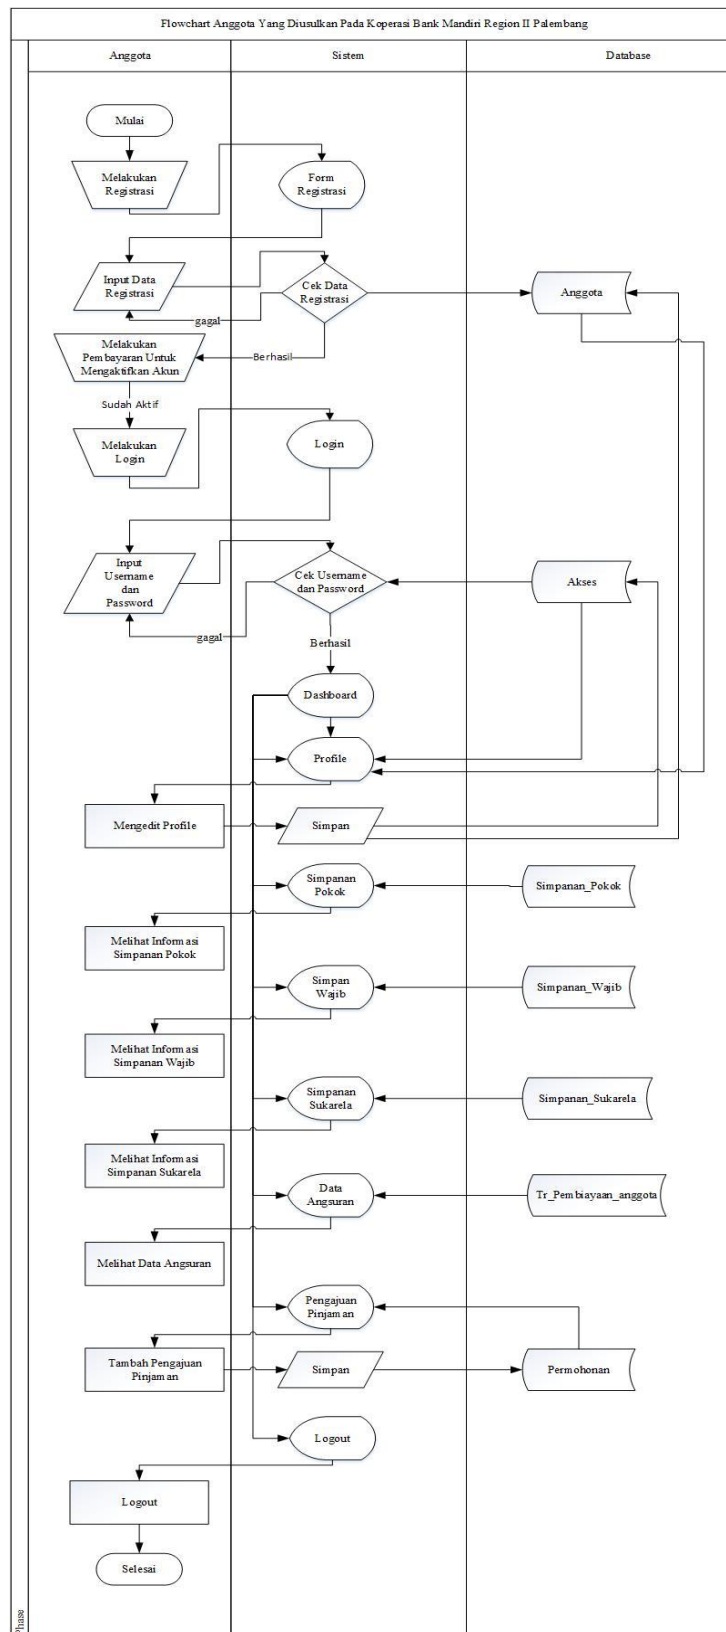 Flowchart Anggota Yang Diusulkan Pada Koperasi Bank Mandiri Region II Palembang
Anggota
Sistem
Database
Mulai
Melakukan
Registrasi
Form
Registrasi
Input Data
Registrasi
Cek Data
Registrasi
Anggota
gagal
Melakukan
Pembayaran Untuk
Mengaktifkan Akun
Berhasil
Sudah Aktif
Melakukan
Login
Login
Input
Username
dan
Password
Cek Username
dan Password
Akses
gagal
Berhasil
Dashboard
Profile
Mengedit Profile
Simpan
Simpanan
Pokok
Simpanan_Pokok
Melihat Informasi
Simpanan Pokok
Simpan
Wajib
Simpanan_Wajib
Melihat Informasi
Simpanan Wajib
Simpanan
Sukarela
Simpanan_Sukarela
Melihat Informasi
Simpanan Sukarela
Data
Angsuran
Tr_Pembiayaan_anggota
Melihat Data Angsuran
Pengajuan
Pinjaman
Tambah Pengajuan
Pinjaman
Simpan
Permohonan
Logout
Logout
Selesai
Phase